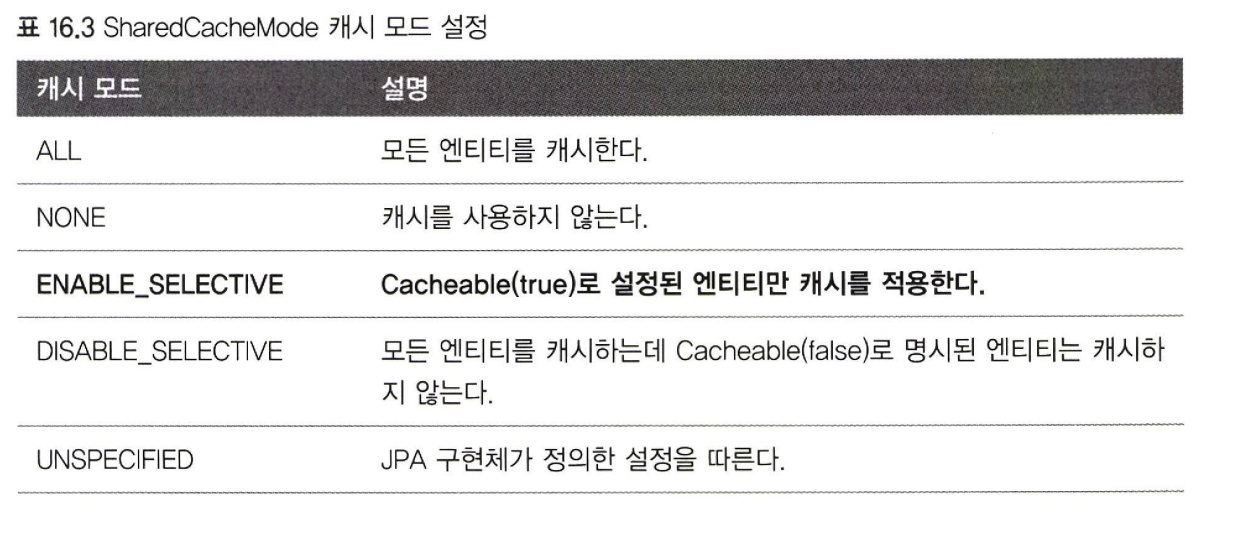 표 16.3 SharedCacheMode 캐시 모드 설정
캐시 모드 설명
ALL 모든 엔티티를 캐시한다.
NONE 캐시를 사용하지 않는다.
ENABLE_SELECTIVE Cacheable(true)로 설정된 엔티티만 캐시를 적용한다.
DISABLE_SELECTIVE 모든 엔티티를 캐시하는데 Cacheable(false)로 명시된 엔티티는 캐시하
지 않는다.
UNSPECIFIED JPA 구현체가 정의한 설정을 따른다.